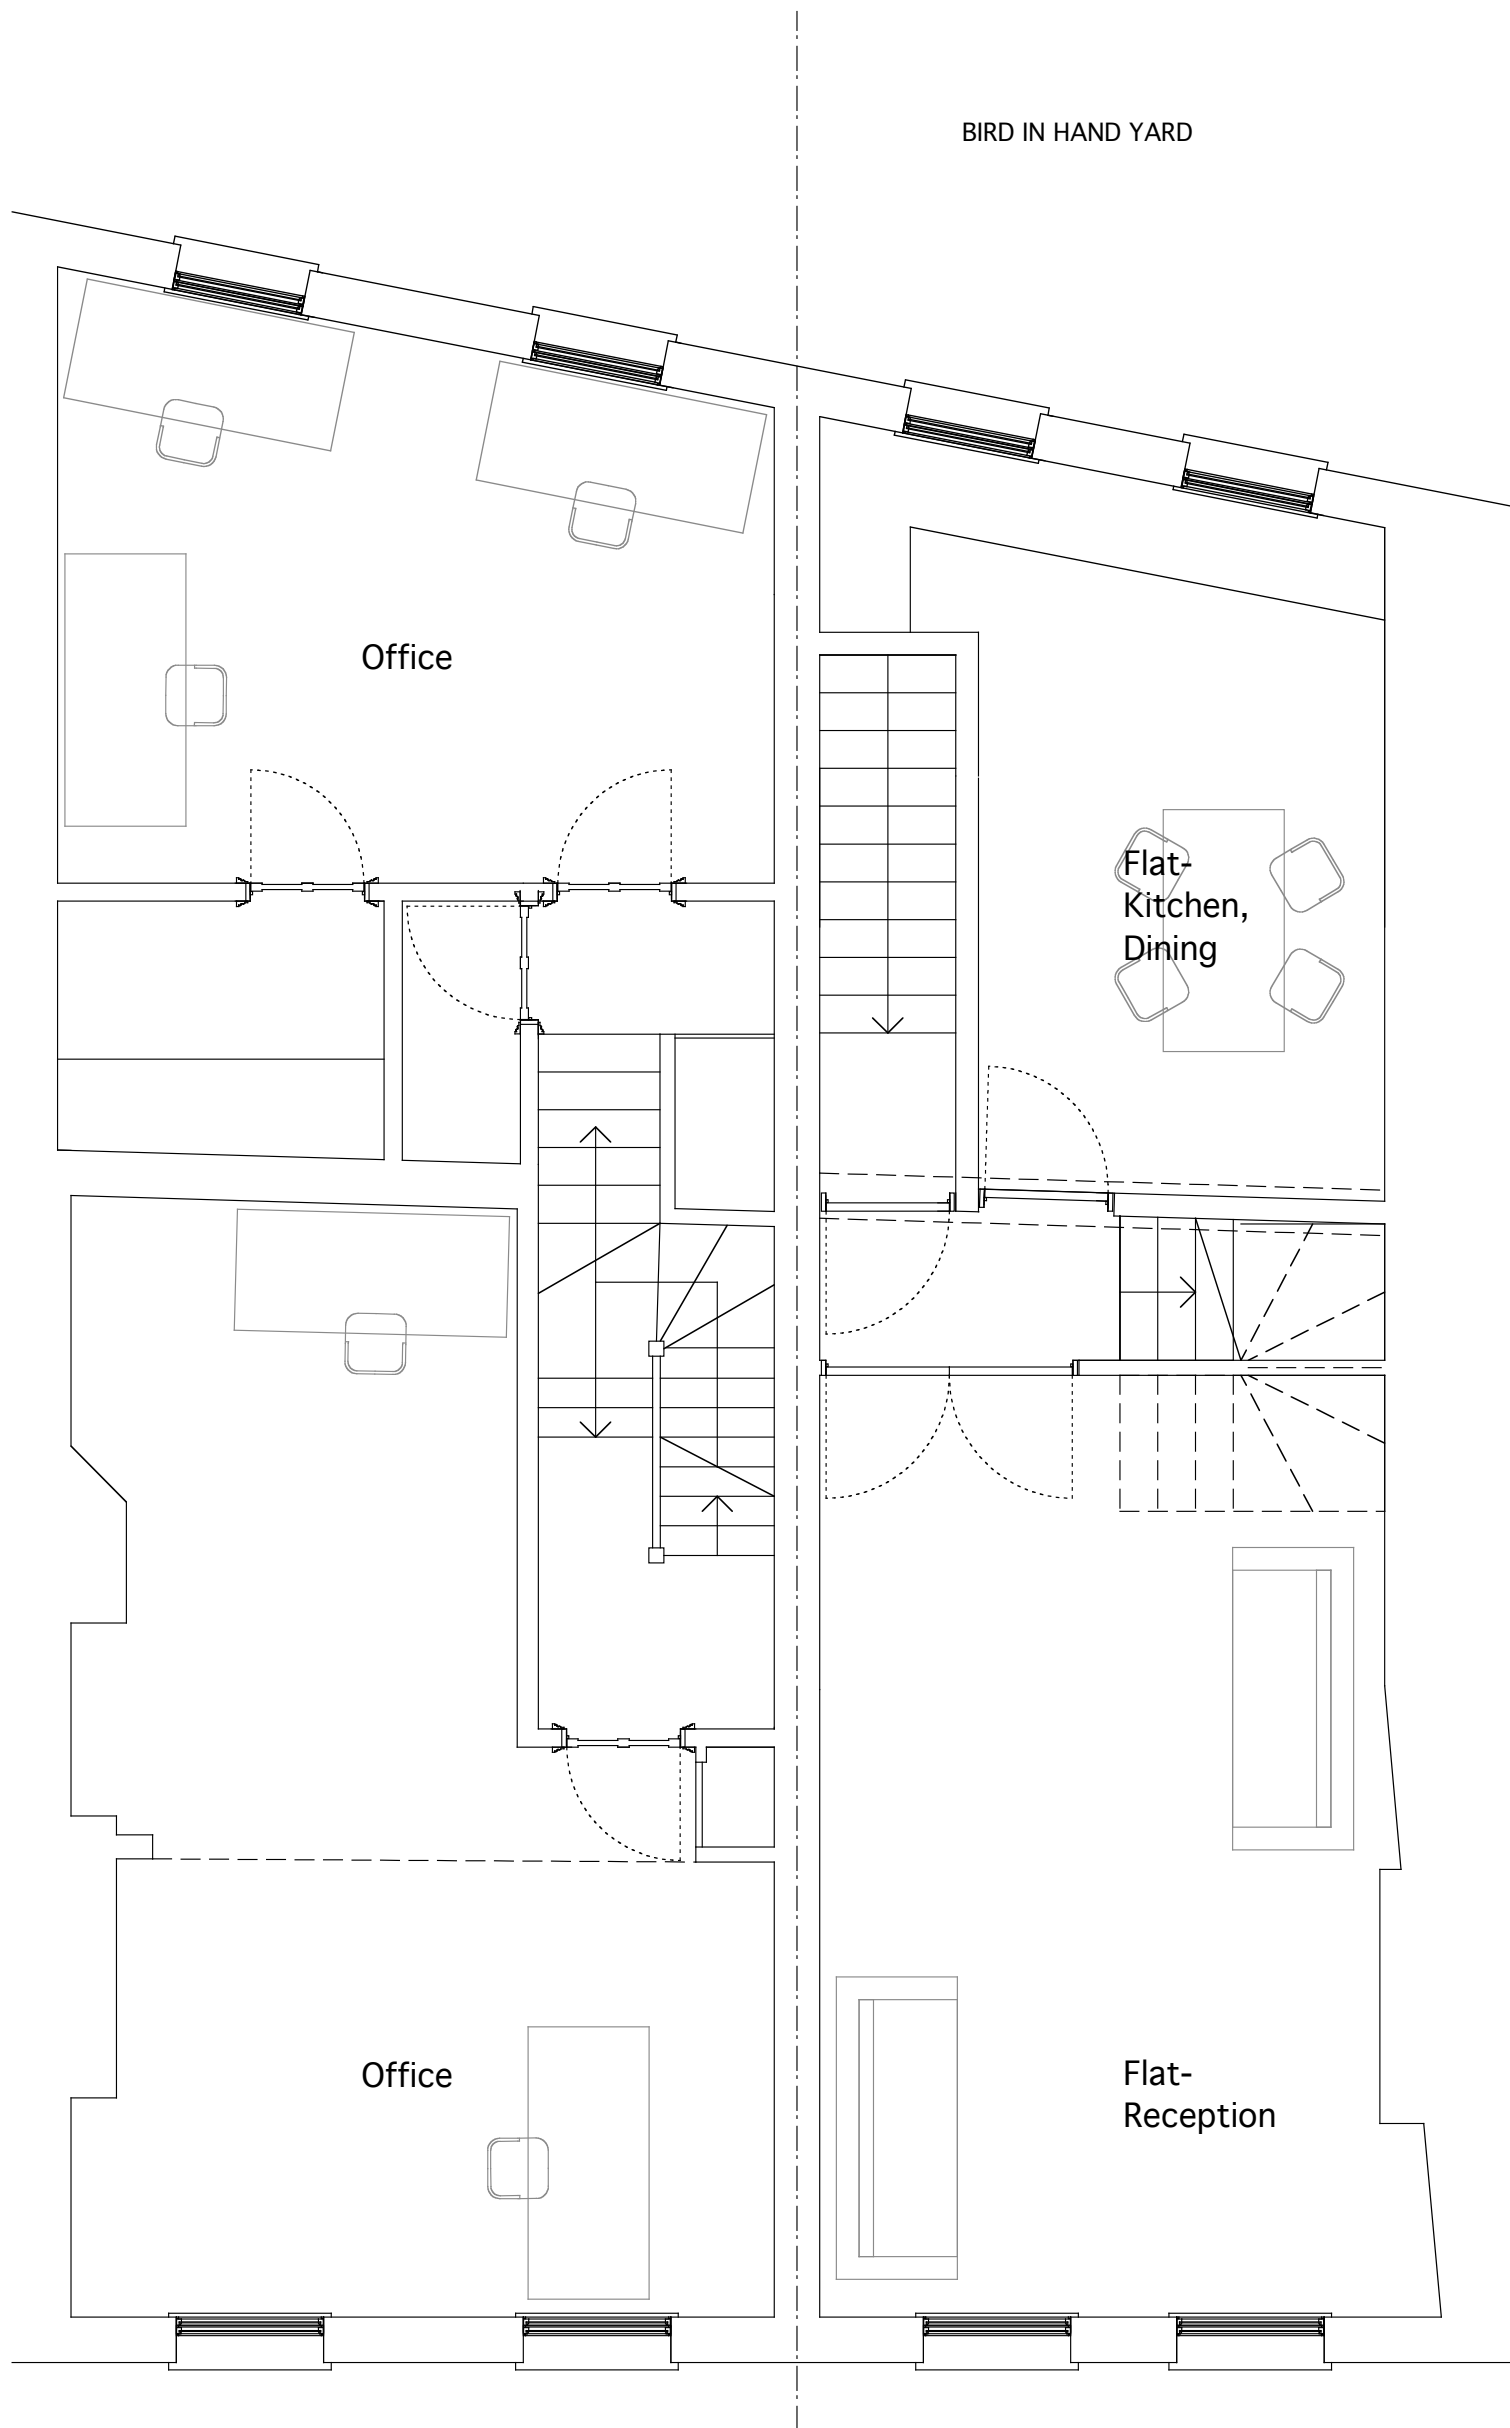 BIRD IN HAND YARD
Office
Flat-
Kitchen,
Dining
Office
Flat-
Reception